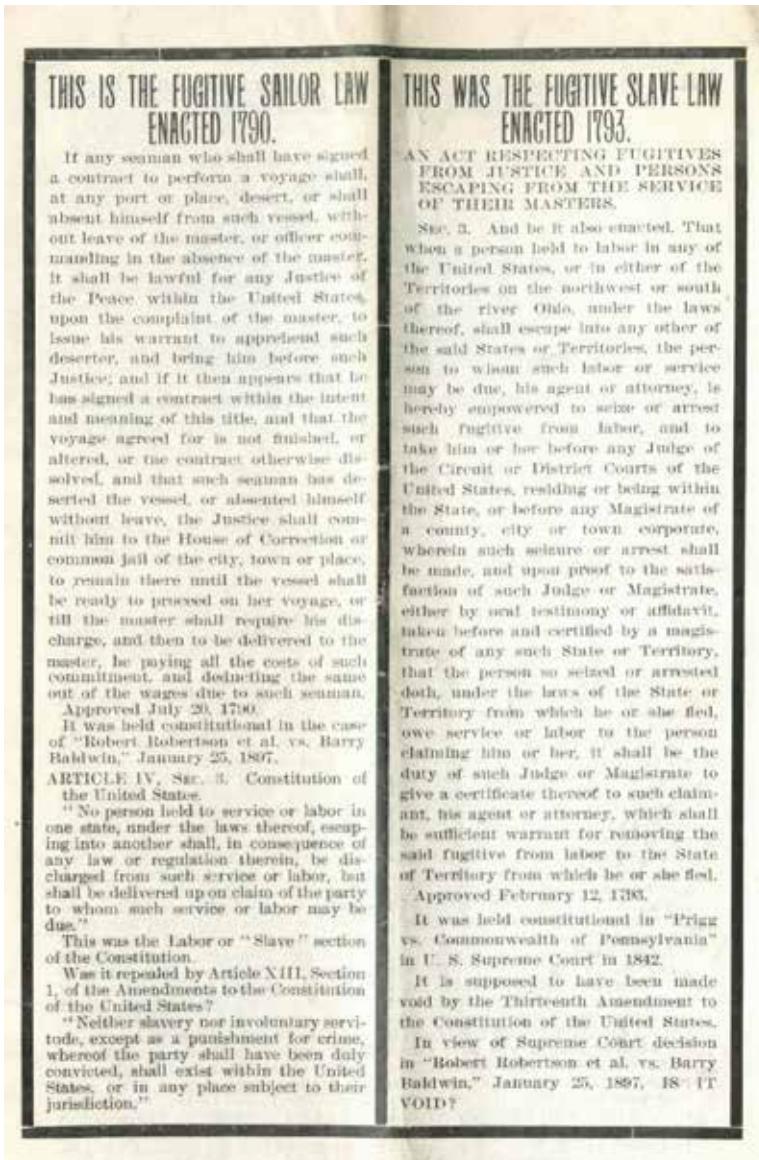 THIS IS THE FUGITIVE SAILOR LAW
ENACTED 1790.
If any seaman who shall have signed
a contract to perform a voyage shall,
at any port or place, desert, or shall
absent himself from such vessel, with-
out leave of the master, or officer com-
manding in the absence of the master,
it shall be lawful for any Justice of
the Peace within the United States,
upon the complaint of the master, to
issue his warrant to apprehend such
deserter, and bring him before such
Justice; and if it then appears that he
has signed a contract within the intent
and meaning of this title, and that the
voyage agreed for is not finished, or
altered, or the contract otherwise dis-
solved, and that such seaman has de-
serted the vessel, or absented himself
without leave, the Justice shall com-
mit him to the House of Correction or
common jail of the city, town or place,
to remain there until the vessel shall
be ready to proceed on her voyage, or
till the master shall require his dis-
charge, and then to be delivered to the
master, he paying all the costs of such
commitment, and deducting the same
out of the wages due to such seaman.
Approved July 20, 1790.
It was held constitutional in the case
of "Robert Robertson et al. vs. Barry
Baldwin," January 25, 1897.
ARTICLE IV, SEC. 3. Constitution of
the United States.
"No person held to service or labor in
one state, under the laws thereof, escap-
ing into another shall, in consequence of
any law or regulation therein, be dis-
charged from such service or labor, but
shall be delivered up on claim of the party
to whom such service or labor may be
due."
This was the Labor or "Slave" section
of the Constitution.
Was it repealed by Article XIII, Section
1, of the Amendments to the Constitution
of the United States?
"Neither slavery nor involuntary servi-
tude, except as a punishment for crime,
whereof the party shall have been duly
convicted, shall exist within the United
States, or in any place subject to their
jurisdiction."
THIS WAS THE FUGITIVE SLAVE LAW
ENACTED 1793.
AN ACT RESPECTING FUGITIVES
FROM JUSTICE AND PERSONS
ESCAPING FROM THE SERVICE
OF THEIR MASTERS.
SEC. 3. And be it also enacted, That
when a person held to labor in any of
the United States, or in either of the
Territories on the northwest or south
of the river Ohio, under the laws
thereof, shall escape into any other of
the said States or Territories, the per-
son to whom such labor or service
may be due, his agent or attorney, is
hereby empowered to seize or arrest
such fugitive from labor, and to
take him or her before any Judge of
the Circuit or District Courts of the
United States, residing or being within
the State, or before any Magistrate of
a county, city or town corporate,
wherein such seizure or arrest shall
be made, and upon proof to the satis-
faction of such Judge or Magistrate,
either by oral testimony or affidavit,
taken before and certified by a magis-
trate of any such State or Territory,
that the person so seized or arrested
doth, under the laws of the State or
Territory from which he or she fled,
owe service or labor to the person
claiming him or her, it shall be the
duty of such Judge or Magistrate to
give a certificate thereof to such claim-
ant, his agent or attorney, which shall
be sufficient warrant for removing the
said fugitive from labor to the State
of Territory from which he or she fled.
Approved February 12, 1793.
It was held constitutional in "Prigg
vs. Commonwealth of Pennsylvania"
in U. S. Supreme Court in 1842.
It is supposed to have been made
void by the Thirteenth Amendment to
the Constitution of the United States.
In view of Supreme Court decision
in "Robert Robertson et al. vs. Barry
Baldwin," January 25, 1897, IS IT
VOID?